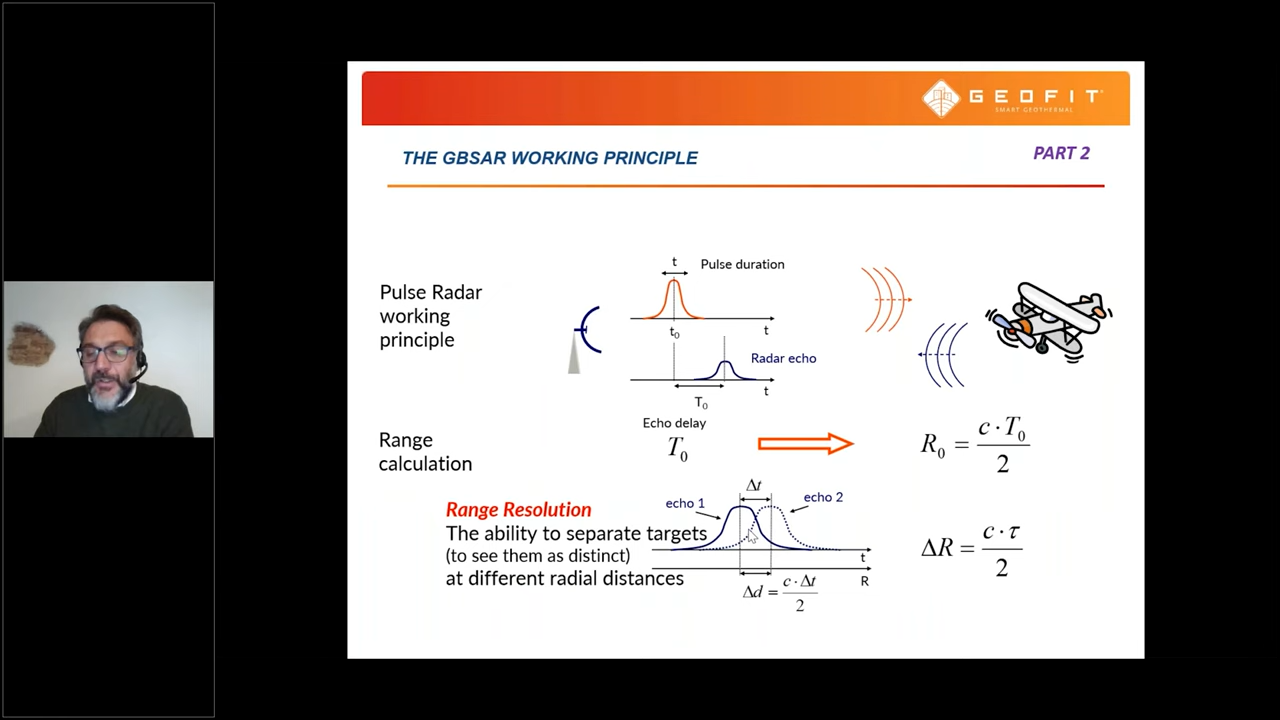 GEOFIT
SMART GEOTHERMAL
THE GBSAR WORKING PRINCIPLE
PART 2
Pulse Radar
working
principle
t
Pulse duration
t₀
t
Radar echo
t
T₀
Range
calculation
Echo delay
T₀
R₀ = c · T₀ / 2
Range Resolution
The ability to separate targets
(to see them as distinct)
at different radial distances
Δt
echo 1
echo 2
t
R
Δd = c · Δt / 2
ΔR = c · τ / 2